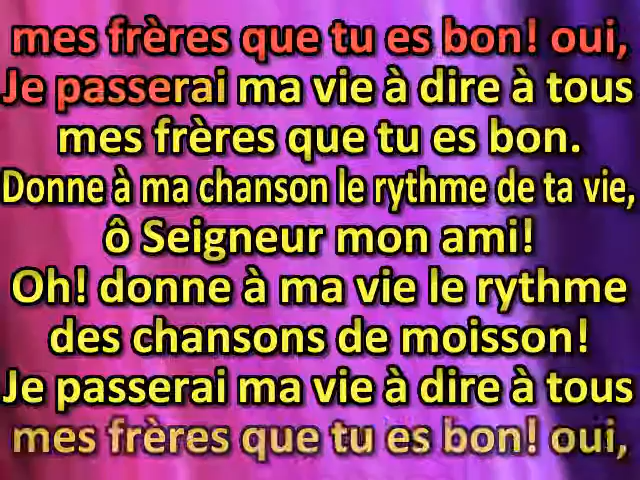 mes frères que tu es bon! oui,
Je passerai ma vie à dire à tous
mes frères que tu es bon.
Donne à ma chanson le rythme de ta vie,
ô Seigneur mon ami!
Oh! donne à ma vie le rythme
des chansons de moisson!
Je passerai ma vie à dire à tous
mes frères que tu es bon! oui,